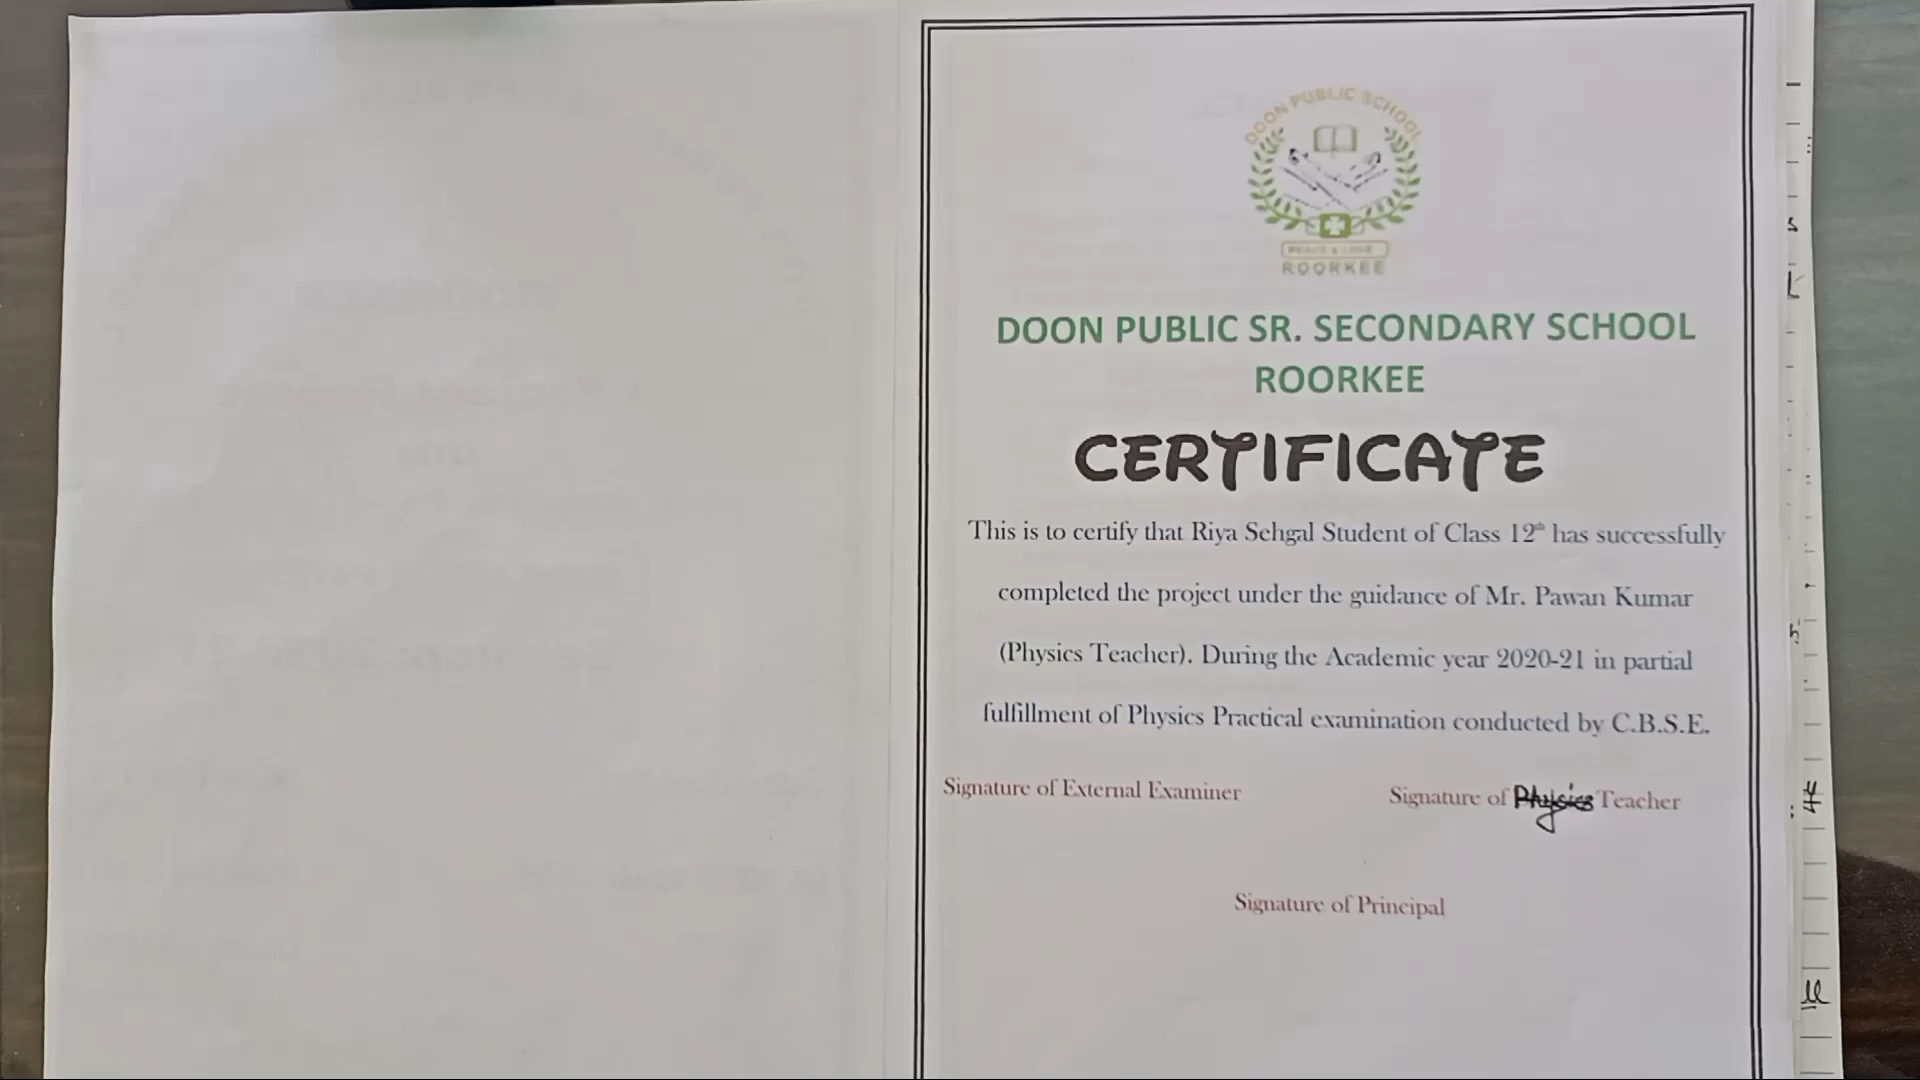 DOON PUBLIC SCHOOL
PEACE & LOVE
ROORKEE
DOON PUBLIC SR. SECONDARY SCHOOL
ROORKEE
CERTIFICATE
This is to certify that Riya Sehgal Student of Class 12th has successfully
completed the project under the guidance of Mr. Pawan Kumar
(Physics Teacher). During the Academic year 2020-21 in partial
fulfillment of Physics Practical examination conducted by C.B.S.E.
Signature of External Examiner
Signature of Physics Teacher
Signature of Principal